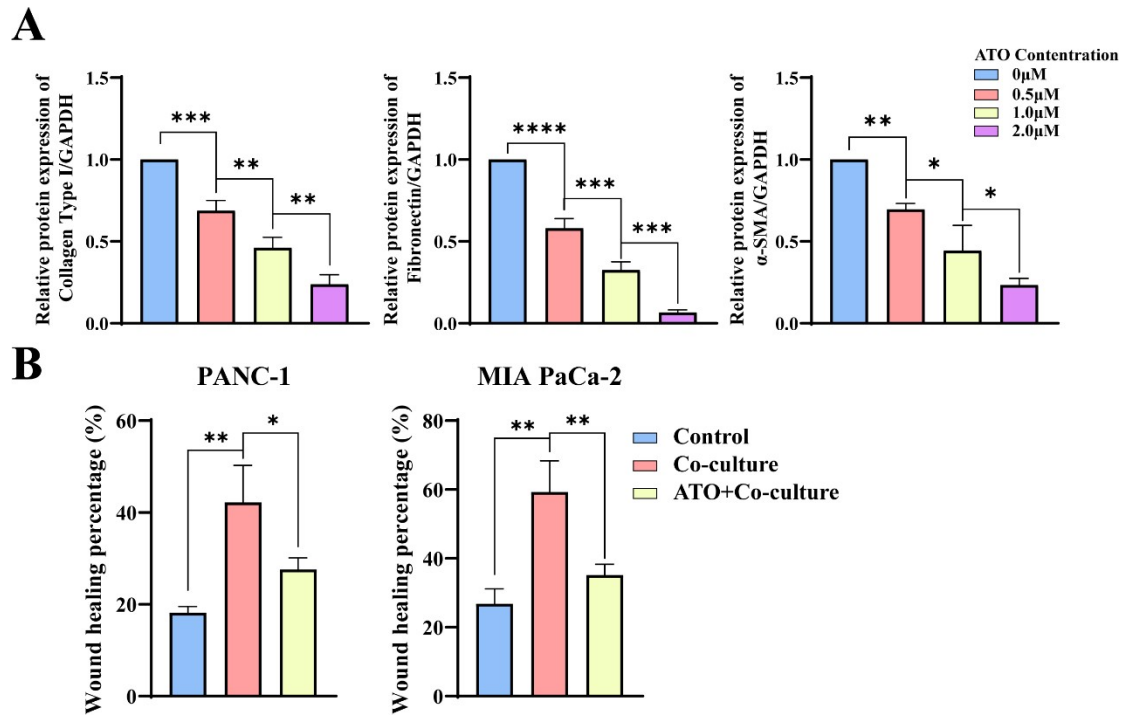 A
ATO Contentration
0μM
0.5μM
1.0μM
2.0μM
Relative protein expression of
Collagen Type I/GAPDH
1.5
1.0
0.5
0.0
***
**
**
Relative protein expression of
Fibronectin/GAPDH
1.5
1.0
0.5
0.0
****
***
***
Relative protein expression of
α-SMA/GAPDH
1.5
1.0
0.5
0.0
**
*
*
B
PANC-1
Wound healing percentage (%)
60
40
20
0
**
*
MIA PaCa-2
Wound healing percentage (%)
80
60
40
20
0
**
**
Control
Co-culture
ATO+Co-culture